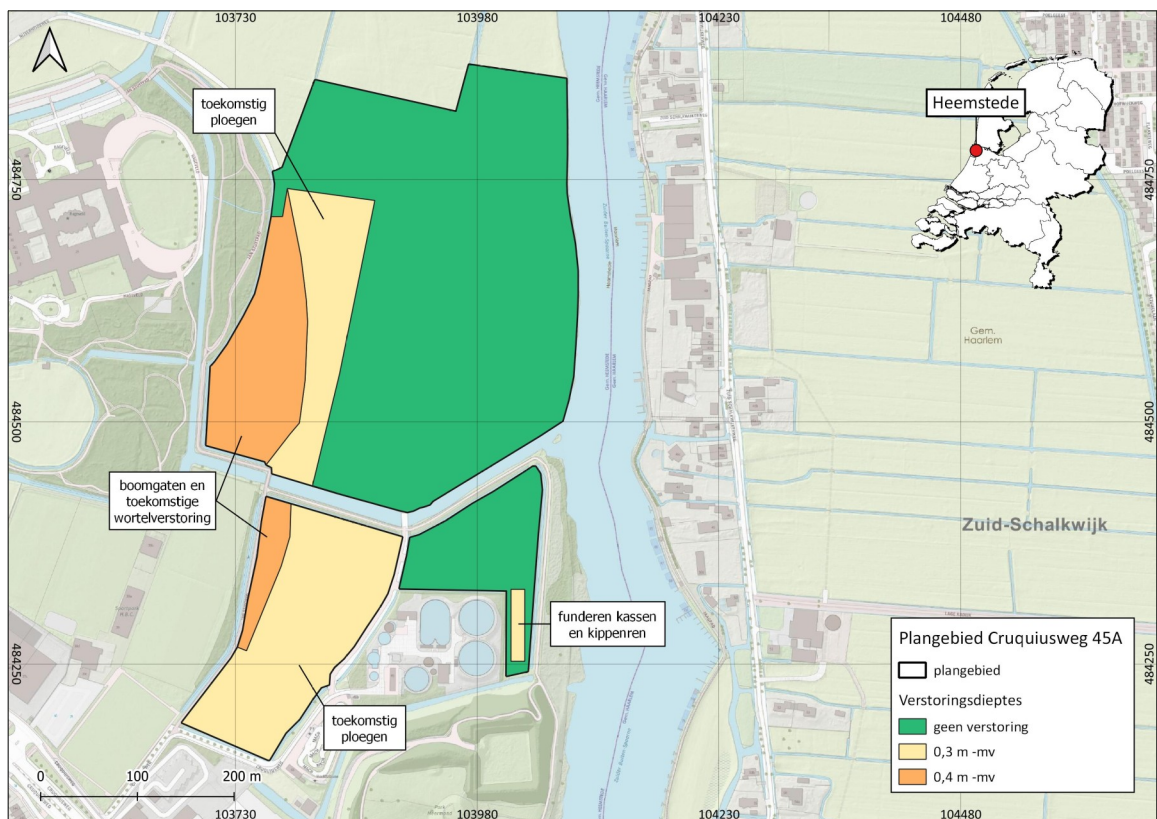 103730
103980
104230
104480
toekomstig
ploegen
Heemstede
484750
484750
Gem.
Haarlem
484500
484500
boomgaten en
toekomstige
wortelverstoring
Zuid-Schalkwijk
funderen kassen
en kippenren
484250
484250
toekomstig
ploegen
Plangebied Cruquiusweg 45A
plangebied
Verstoringsdieptes
geen verstoring
0,3 m -mv
0,4 m -mv
0
100
200 m
103730
103980
104230
104480